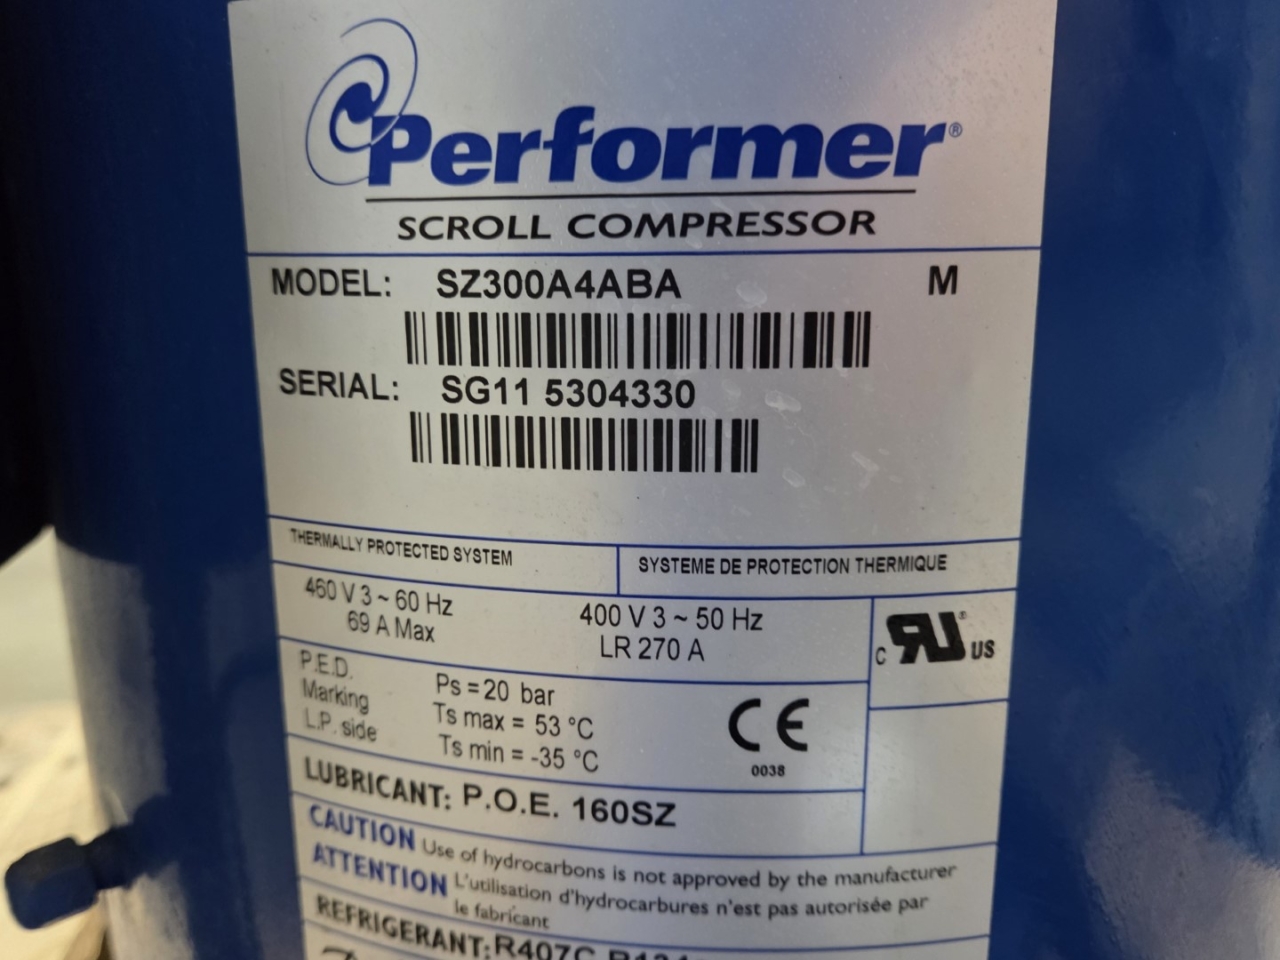 Performer®
SCROLL COMPRESSOR
MODEL: SZ300A4ABA M
SERIAL: SG11 5304330
THERMALLY PROTECTED SYSTEM SYSTEME DE PROTECTION THERMIQUE
460 V 3 ~ 60 Hz 400 V 3 ~ 50 Hz
69 A Max LR 270 A
c RU ® US
P.E.D. Ps = 20 bar
Marking Ts max = 53 °C
L.P. side Ts min = -35 °C
CE
0038
LUBRICANT: P.O.E. 160SZ
CAUTION Use of hydrocarbons is not approved by the manufacturer
ATTENTION L'utilisation d'hydrocarbures n'est pas autorisée par
le fabricant
REFRIGERANT: R407C